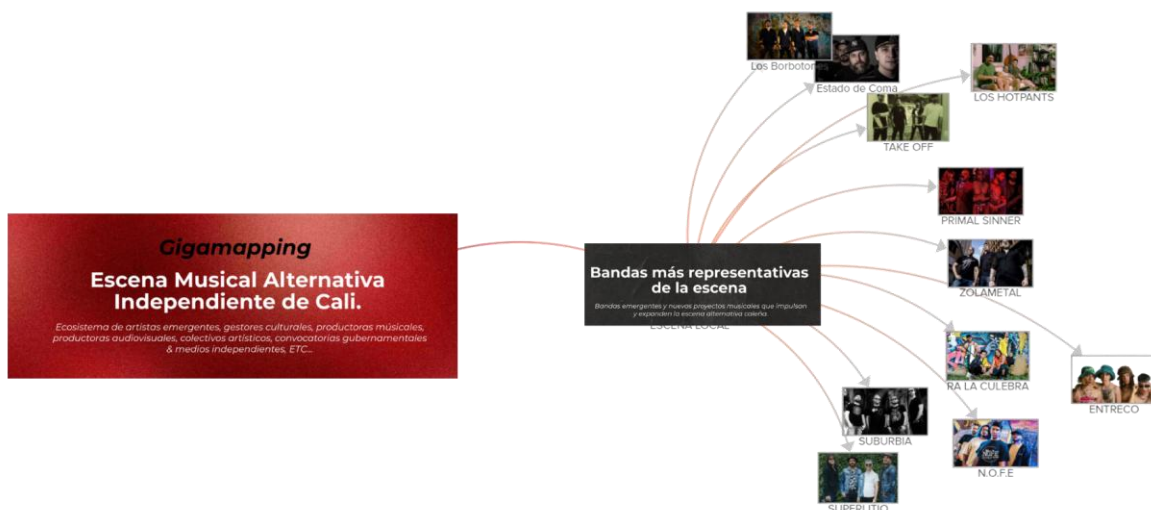 Gigamapping
Escena Musical Alternativa
Independiente de Cali.
Ecosistema de artistas emergentes, gestores culturales, productoras músicales,
productoras audiovisuales, colectivos artísticos, convocatorias gubernamentales
& medios independientes, ETC...
Bandas más representativas
de la escena
Bandas emergentes y nuevos proyectos musicales que impulsan
y expanden la escena alternativa caleña
ESCENA LOCAL
Los Borbotones
Estado de Coma
LOS HOTPANTS
TAKE OFF
PRIMAL SINNER
ZOLAMETAL
RA LA CULEBRA
ENTRECO
SUBURBIA
N.O.F.E
SUPERLITIO